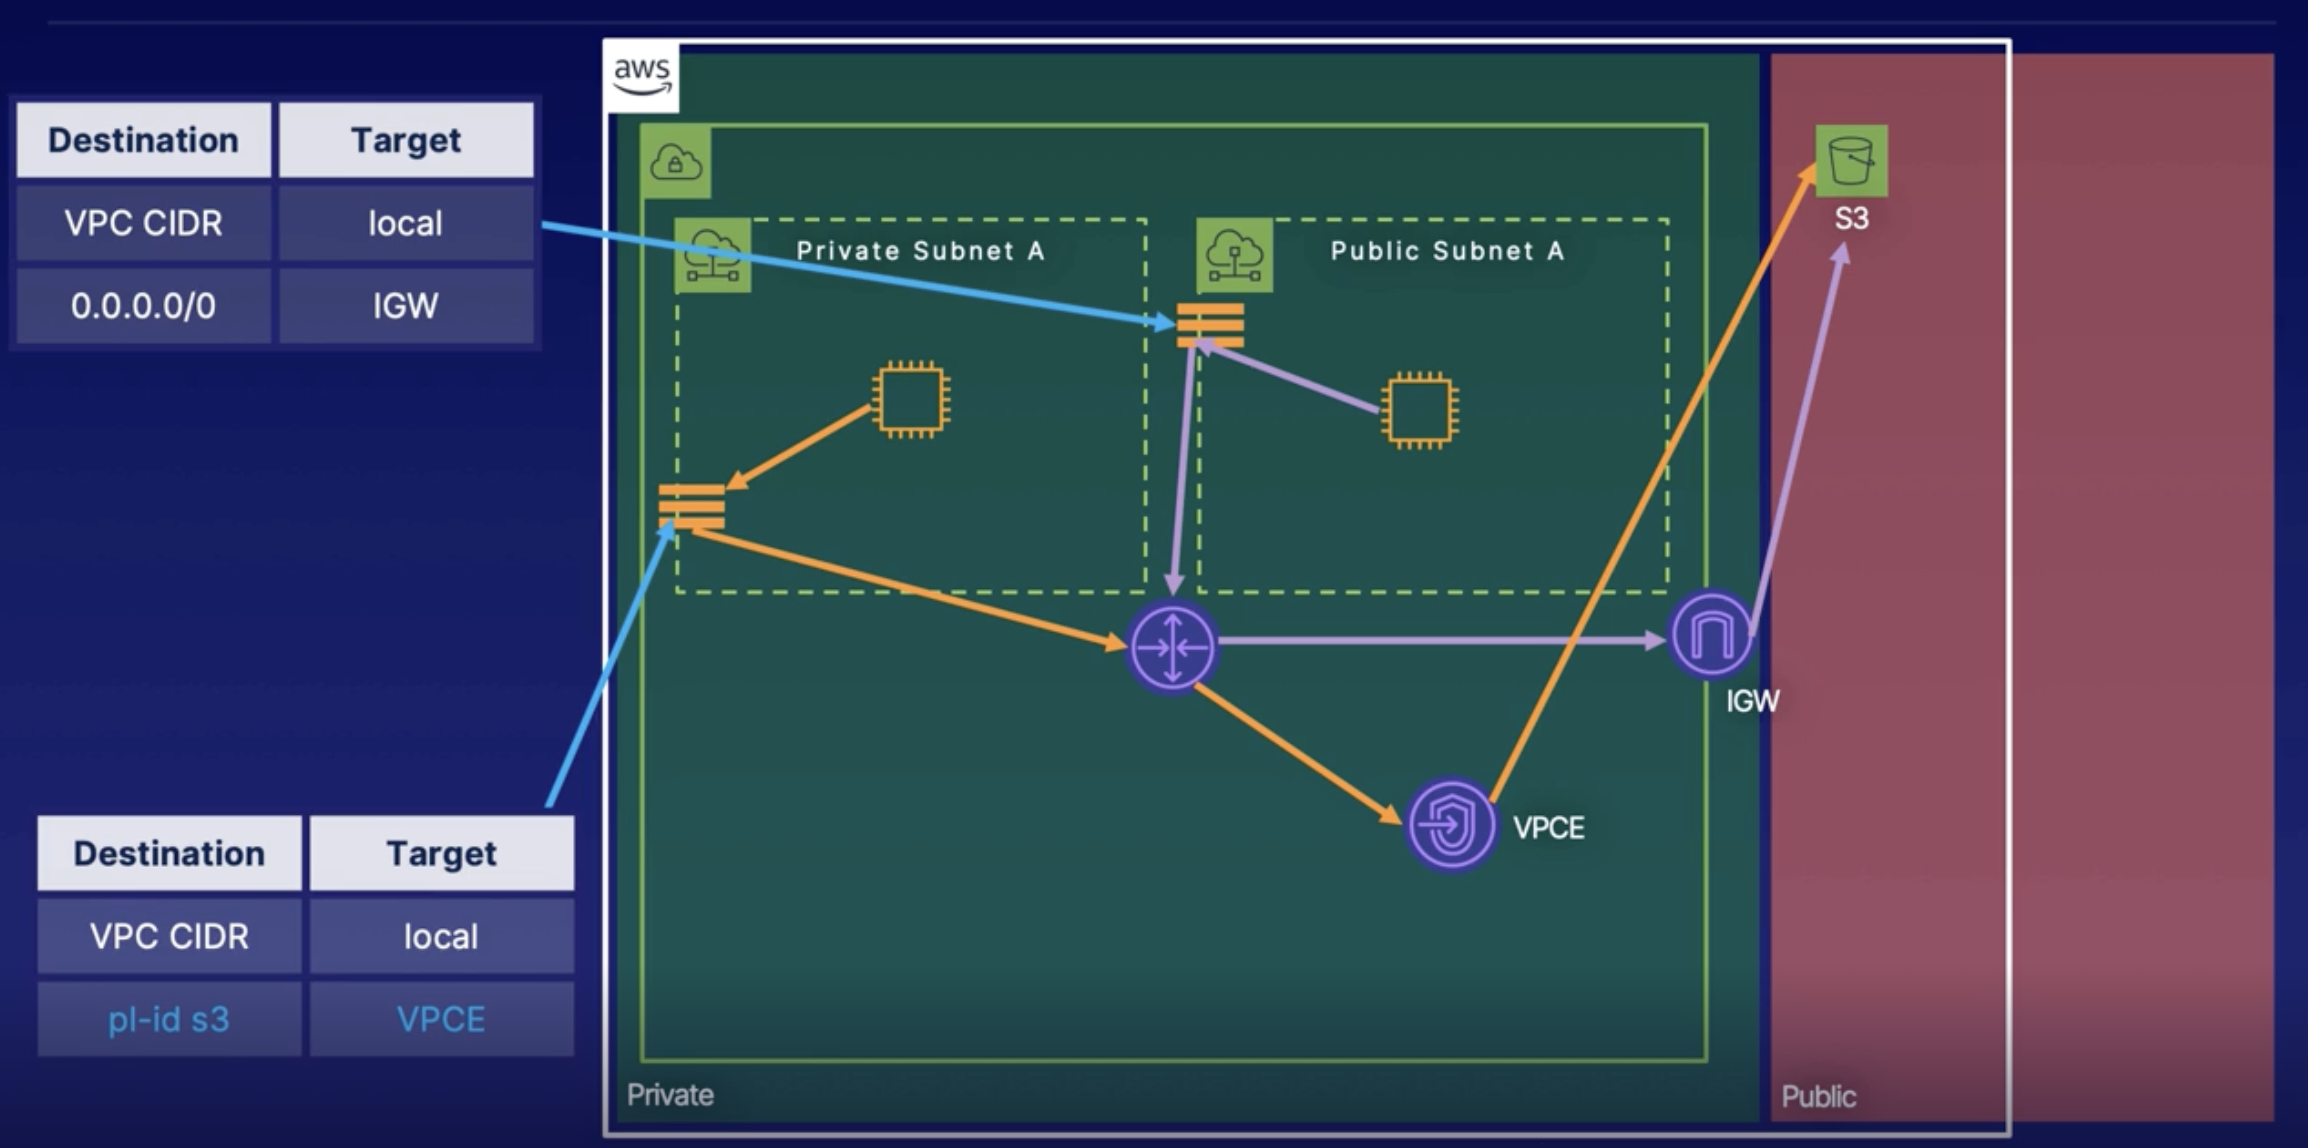 aws
Destination Target
VPC CIDR local
0.0.0.0/0 IGW
Private Subnet A
Public Subnet A
S3
IGW
VPCE
Destination Target
VPC CIDR local
pl-id s3 VPCE
Private
Public